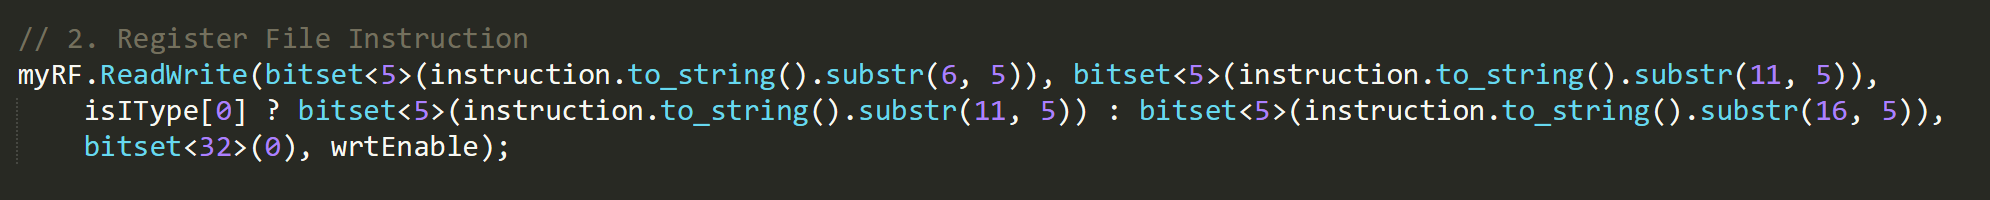 // 2. Register File Instruction
myRF.ReadWrite(bitset<5>(instruction.to_string().substr(6, 5)), bitset<5>(instruction.to_string().substr(11, 5)),
    isIType[0] ? bitset<5>(instruction.to_string().substr(11, 5)) : bitset<5>(instruction.to_string().substr(16, 5)),
    bitset<32>(0), wrtEnable);